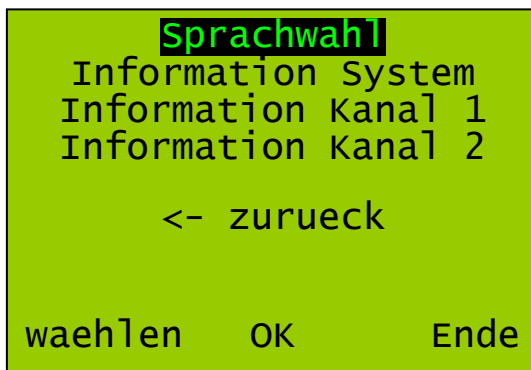 Sprachwahl
Information System
Information Kanal 1
Information Kanal 2
<- zurueck
waehlen OK Ende